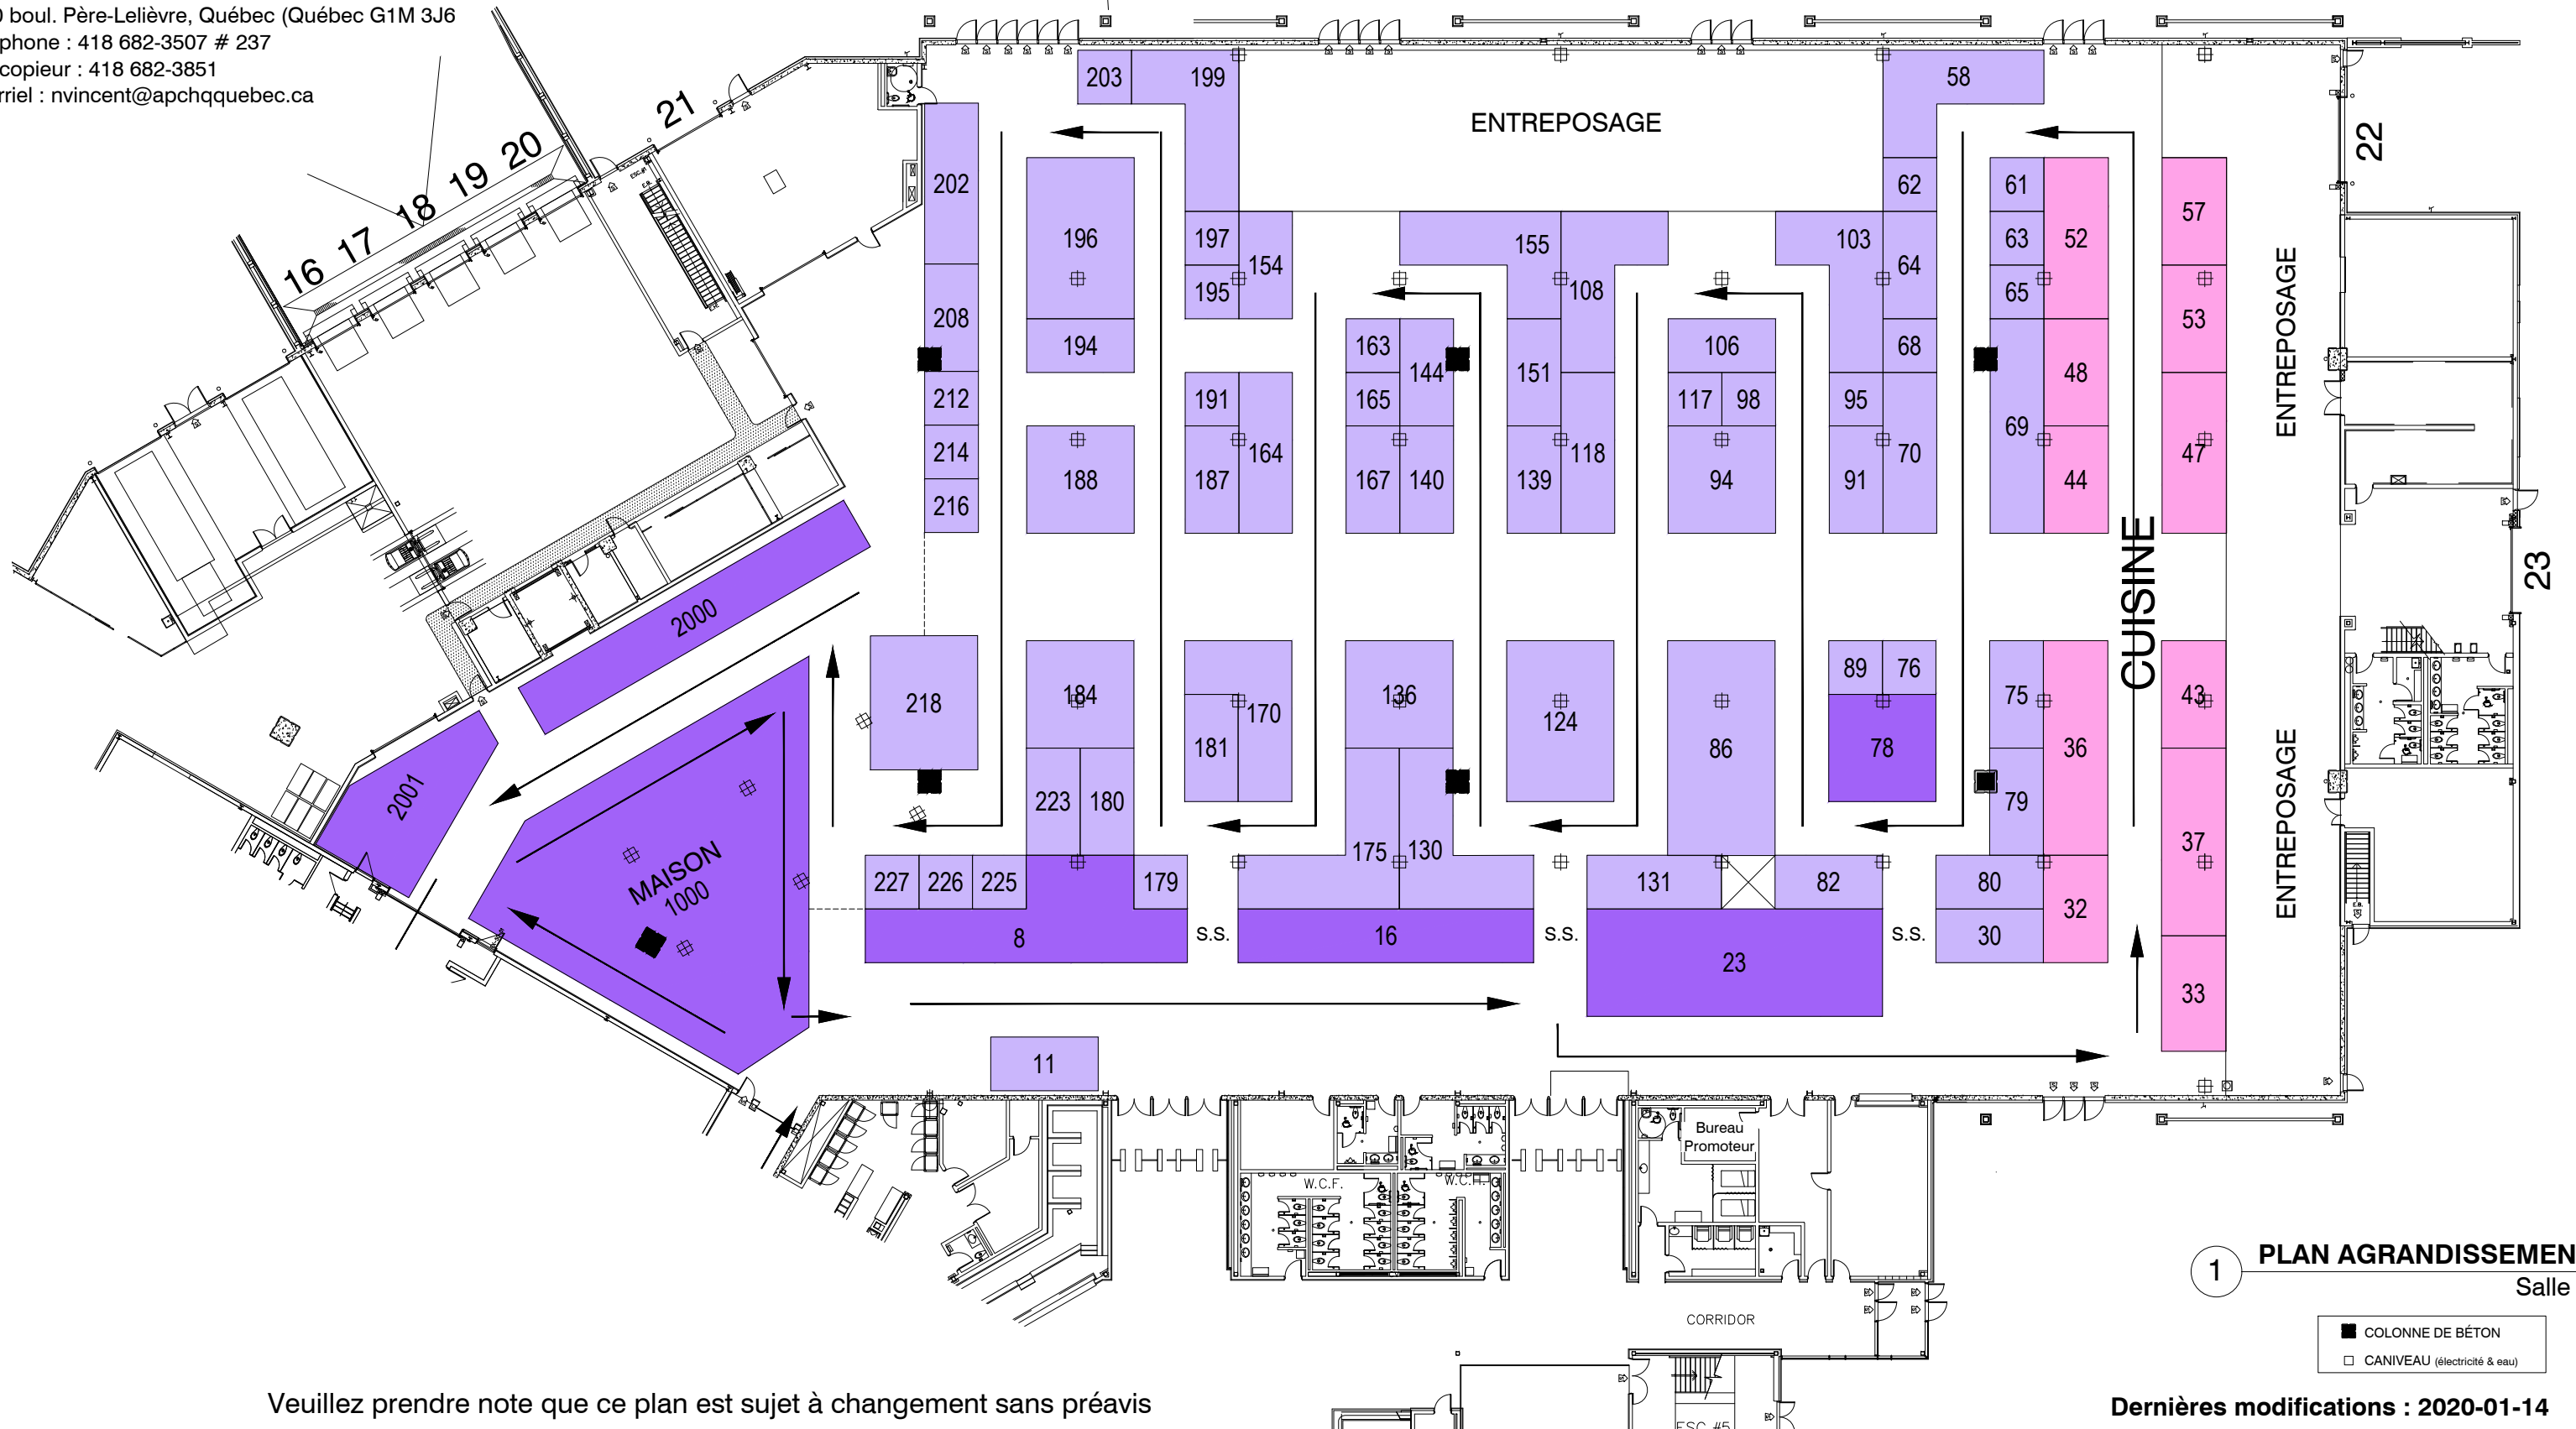 0 boul. Père-Lelièvre, Québec (Québec G1M 3J6
phone : 418 682-3507 # 237
copieur : 418 682-3851
rriel : nvincent@apchqquebec.ca
16 17 18 19 20 21
22
23
203 199 58
ENTREPOSAGE
202 62 61 52 57
196 197 154 155 103 63
195 108 64 65 53
208 194 163 144 151 106 68 48
ENTREPOSAGE
212 191 165 117 98 95 69
214 188 187 164 167 140 139 118 94 91 70 44 47
216
CUISINE
2000
218 184 181 170 136 124 86 89 76 75 43
78 36
2001
223 180 79
175 130 37
ENTREPOSAGE
MAISON
1000
227 226 225 179 131 82 80 32
8 S.S. 16 S.S. 23 S.S. 30
33
11
Bureau
Promoteur
W.C.F. W.C.H.
CORRIDOR
ESC #5
1 PLAN AGRANDISSEMEN
Salle
COLONNE DE BÉTON
CANIVEAU (électricité & eau)
Veuillez prendre note que ce plan est sujet à changement sans préavis
Dernières modifications : 2020-01-14